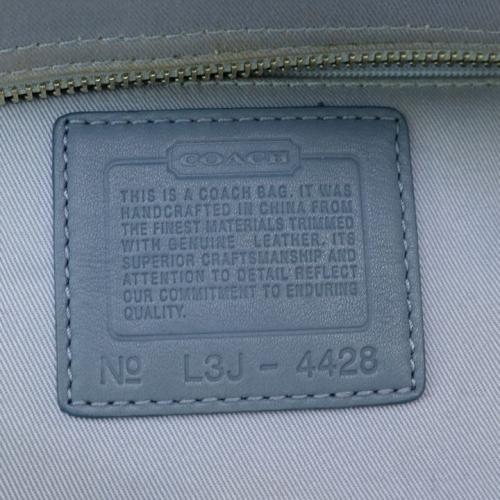 COACH
THIS IS A COACH BAG. IT WAS
HANDCRAFTED IN CHINA FROM
THE FINEST MATERIALS TRIMMED
WITH GENUINE LEATHER. ITS
SUPERIOR CRAFTSMANSHIP AND
ATTENTION TO DETAIL REFLECT
OUR COMMITMENT TO ENDURING
QUALITY.
Nº L3J - 4428